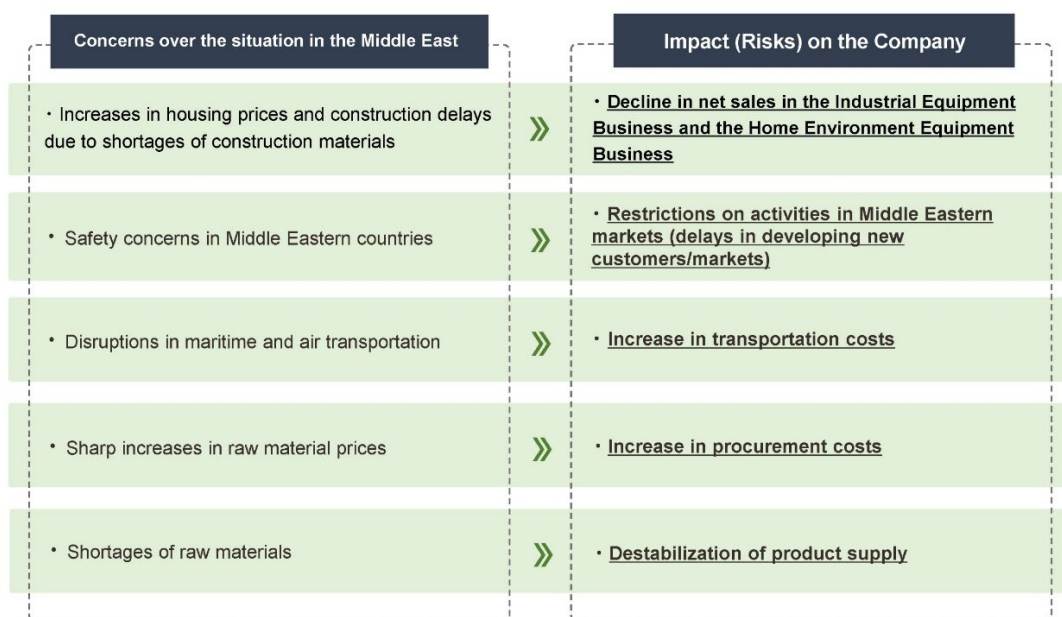 Concerns over the situation in the Middle East
Impact (Risks) on the Company
・Increases in housing prices and construction delays
due to shortages of construction materials
・Decline in net sales in the Industrial Equipment
Business and the Home Environment Equipment
Business
・Safety concerns in Middle Eastern countries
・Restrictions on activities in Middle Eastern
markets (delays in developing new
customers/markets)
・Disruptions in maritime and air transportation
・Increase in transportation costs
・Sharp increases in raw material prices
・Increase in procurement costs
・Shortages of raw materials
・Destabilization of product supply